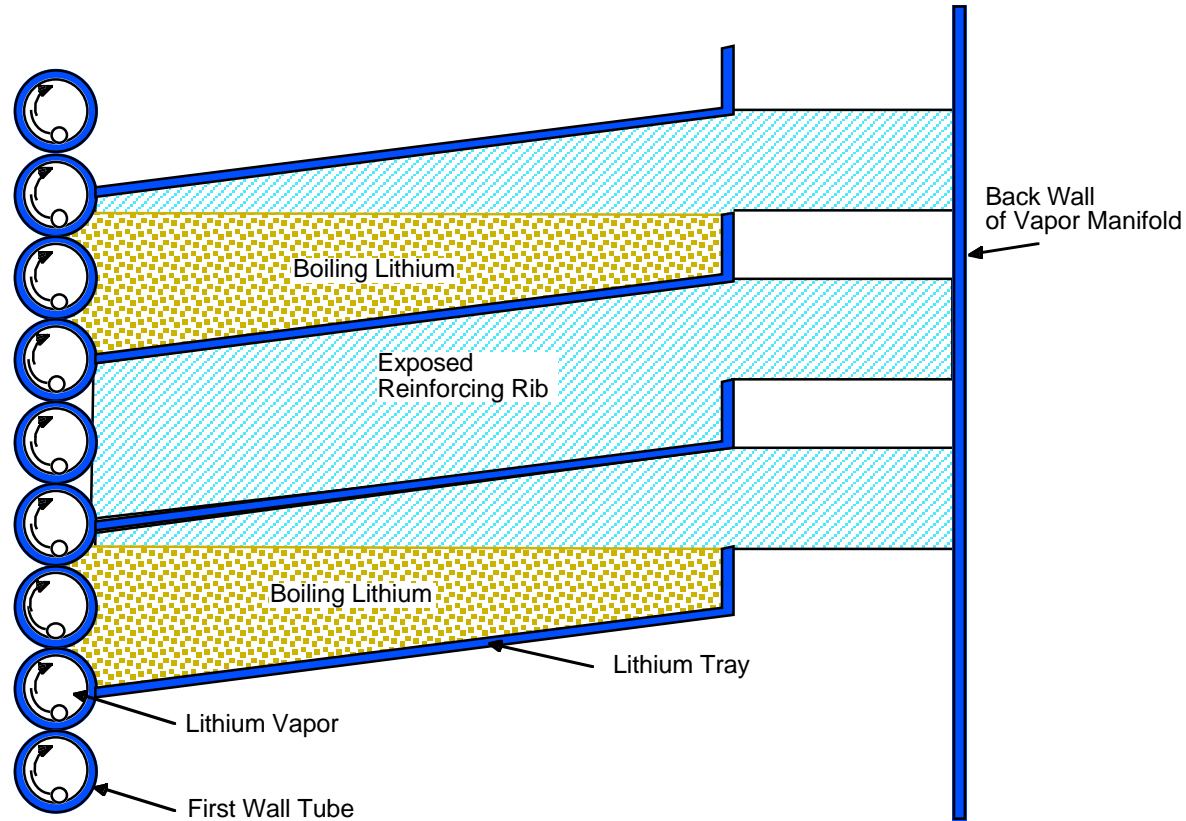 Back Wall
of Vapor Manifold
Boiling Lithium
Exposed
Reinforcing Rib
Boiling Lithium
Lithium Tray
Lithium Vapor
First Wall Tube